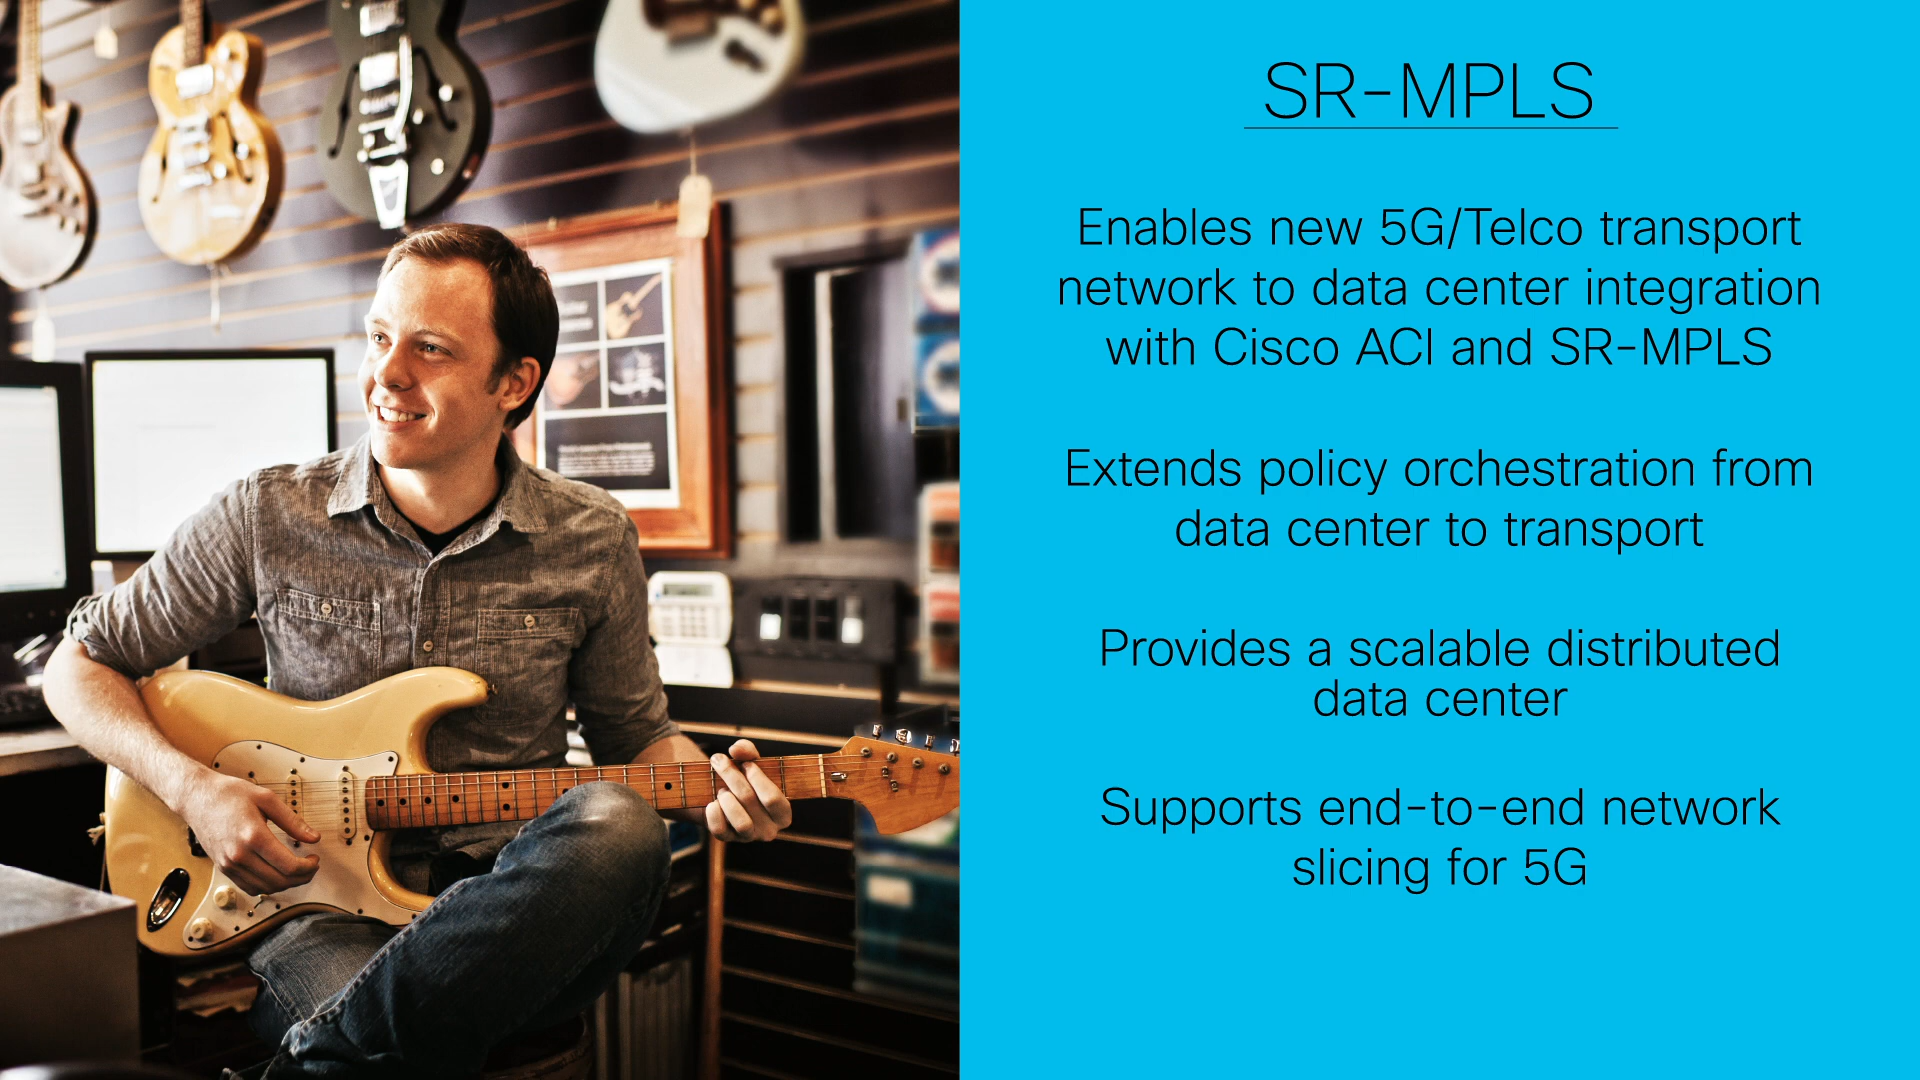 SR-MPLS
Enables new 5G/Telco transport
network to data center integration
with Cisco ACI and SR-MPLS
Extends policy orchestration from
data center to transport
Provides a scalable distributed
data center
Supports end-to-end network
slicing for 5G